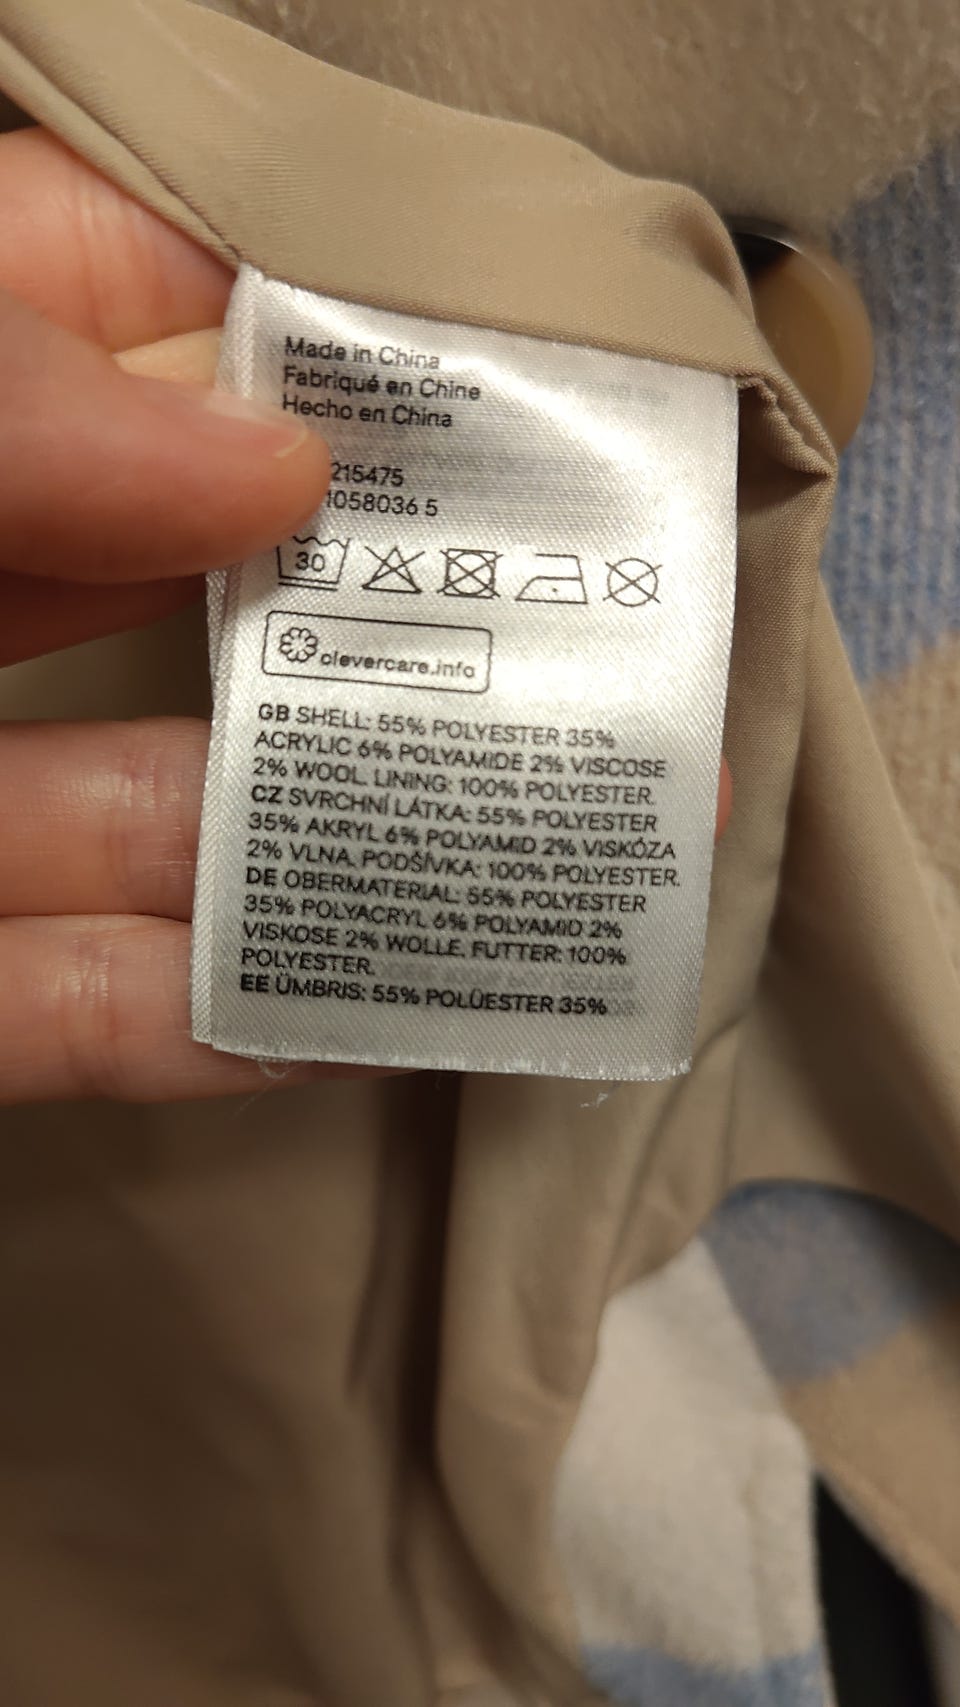 Made in China
Fabriqué en Chine
Hecho en China
215475
1058036 5
30
clevercare.info
GB SHELL: 55% POLYESTER 35%
ACRYLIC 6% POLYAMIDE 2% VISCOSE
2% WOOL. LINING: 100% POLYESTER.
CZ SVRCHNÍ LÁTKA: 55% POLYESTER
35% AKRYL 6% POLYAMID 2% VISKÓZA
2% VLNA. PODŠÍVKA: 100% POLYESTER.
DE OBERMATERIAL: 55% POLYESTER
35% POLYACRYL 6% POLYAMID 2%
VISKOSE 2% WOLLE. FUTTER: 100%
POLYESTER.
EE ÜMBRIS: 55% POLÜESTER 35%